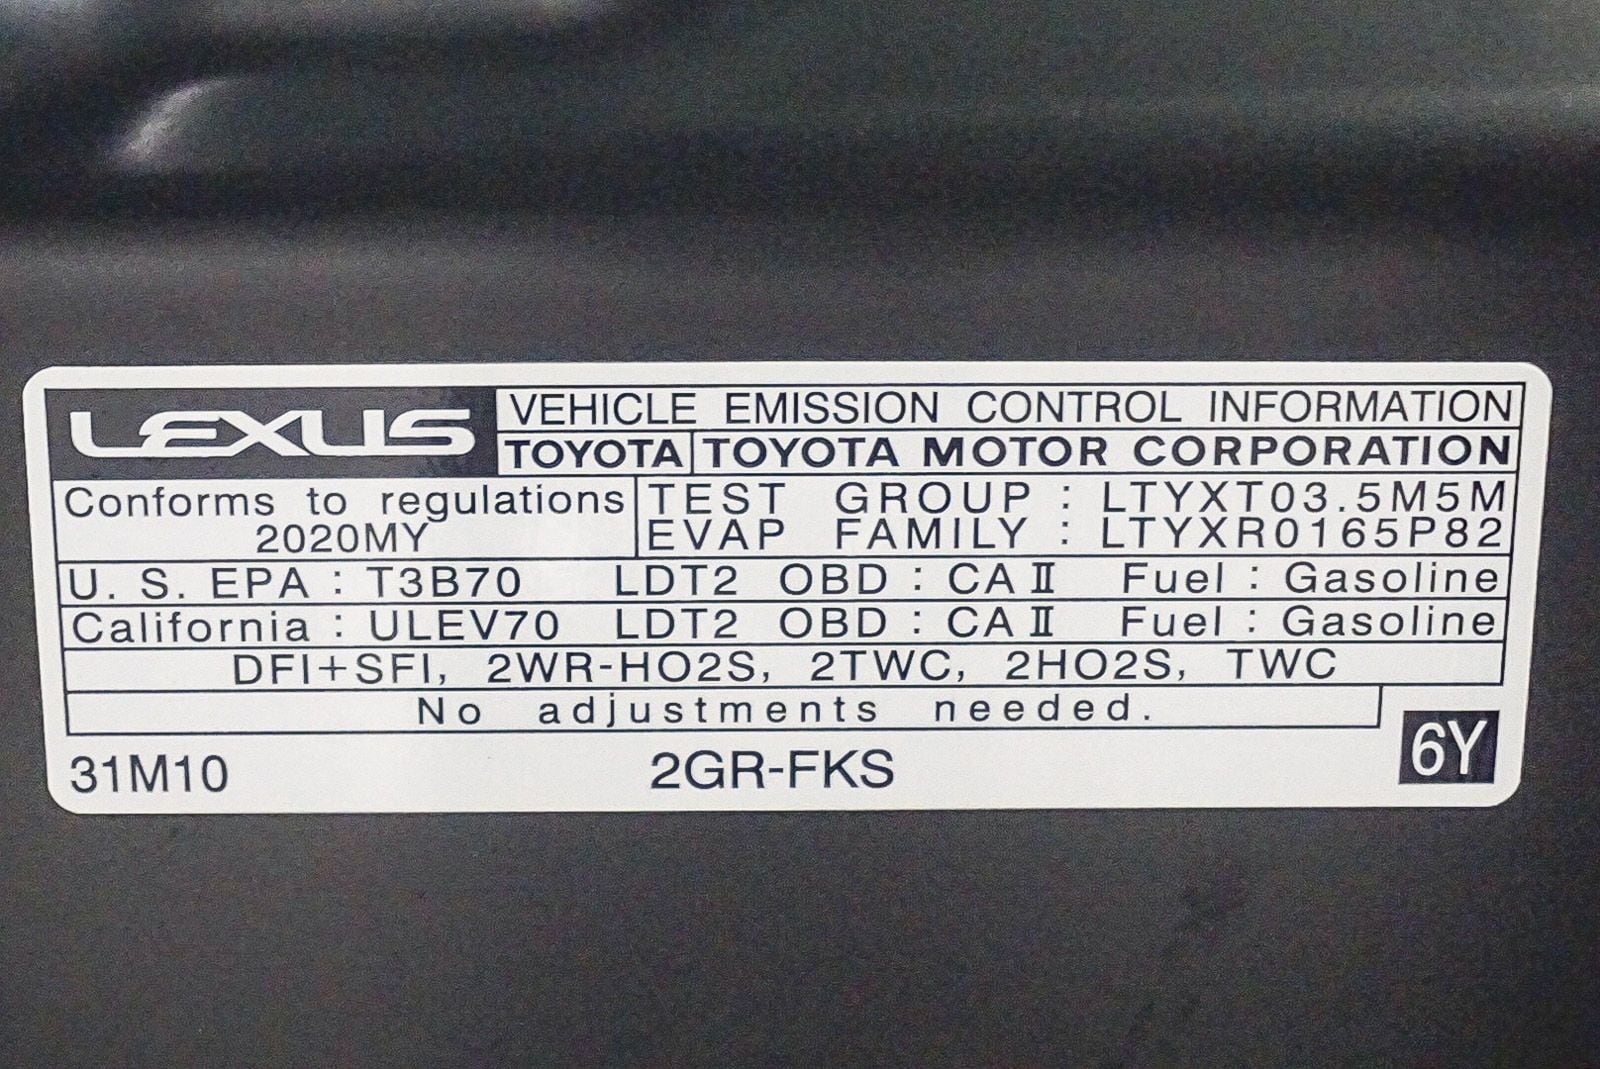 LEXUS
VEHICLE EMISSION CONTROL INFORMATION
TOYOTA TOYOTA MOTOR CORPORATION
Conforms to regulations
2020MY
TEST GROUP : LTYXT03.5M5M
EVAP FAMILY : LTYXR0165P82
U. S. EPA : T3B70 LDT2 OBD : CA II Fuel : Gasoline
California : ULEV70 LDT2 OBD : CA II Fuel : Gasoline
DFI+SFI, 2WR-HO2S, 2TWC, 2HO2S, TWC
No adjustments needed.
31M10 2GR-FKS 6Y